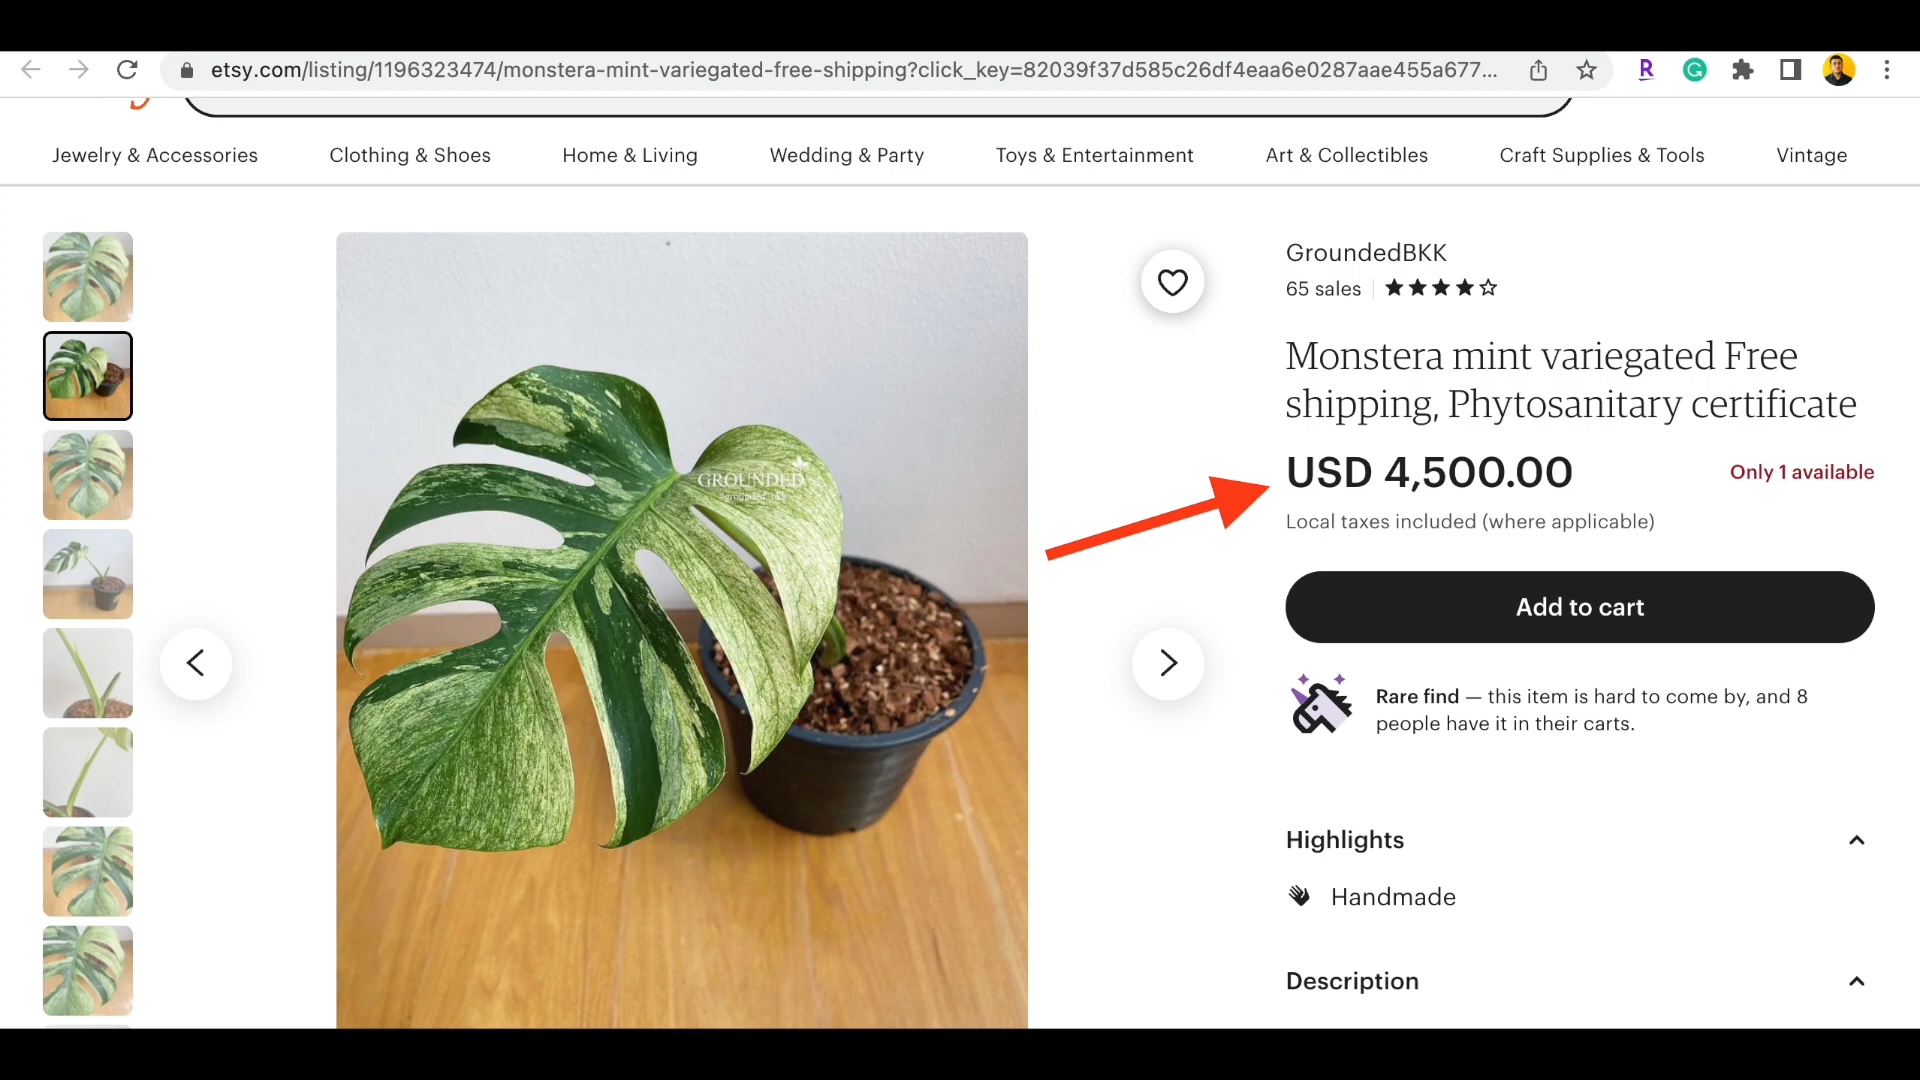 etsy.com/listing/1196323474/monstera-mint-variegated-free-shipping?click_key=82039f37d585c26df4eaa6e0287aae455a677...
R
G
Jewelry & Accessories
Clothing & Shoes
Home & Living
Wedding & Party
Toys & Entertainment
Art & Collectibles
Craft Supplies & Tools
Vintage
GROUNDED
GroundedBKK
65 sales
Monstera mint variegated Free
shipping, Phytosanitary certificate
USD 4,500.00
Only 1 available
Local taxes included (where applicable)
Add to cart
Rare find — this item is hard to come by, and 8
people have it in their carts.
Highlights
Handmade
Description